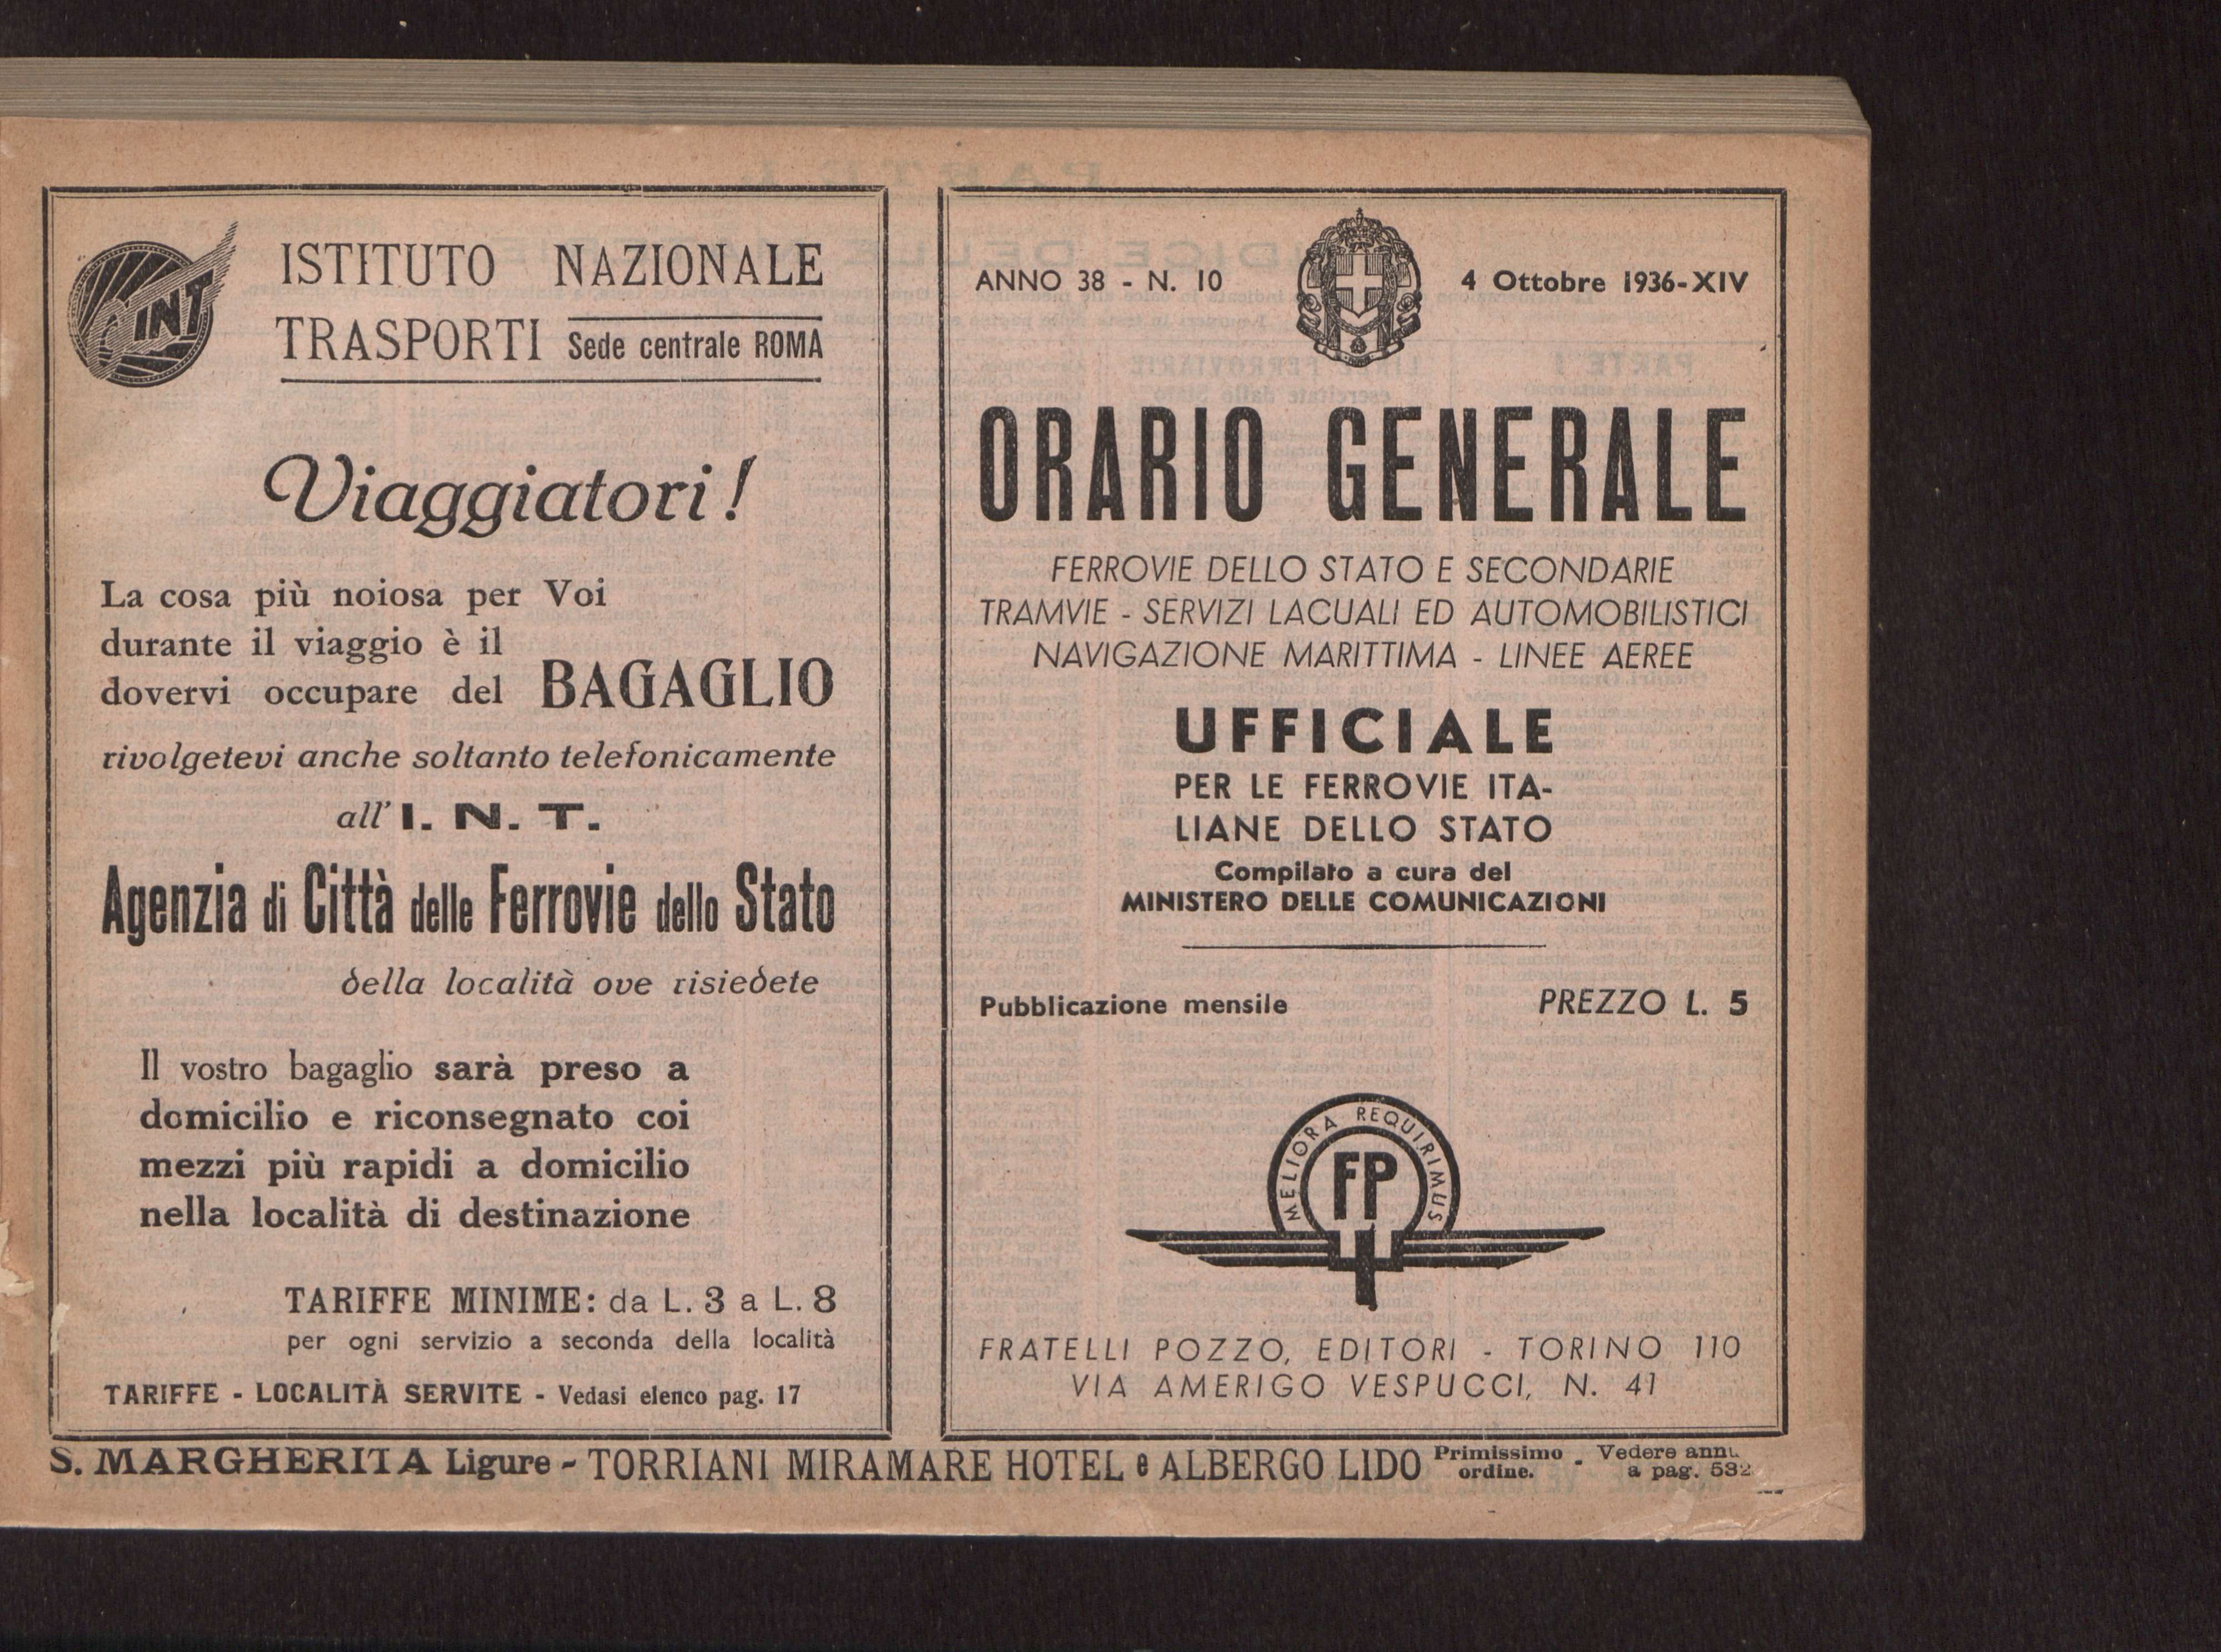 INT
ISTITUTO NAZIONALE
TRASPORTI Sede centrale ROMA
Viaggiatori!
La cosa più noiosa per Voi
durante il viaggio è il
dovervi occupare del BAGAGLIO
rivolgetevi anche soltanto telefonicamente
all' I. N. T.
Agenzia di Città delle Ferrovie dello Stato
della località ove risiedete
Il vostro bagaglio sarà preso a
domicilio e riconsegnato coi
mezzi più rapidi a domicilio
nella località di destinazione
TARIFFE MINIME: da L. 3 a L. 8
per ogni servizio a seconda della località
TARIFFE - LOCALITÀ SERVITE - Vedasi elenco pag. 17
ANNO 38 - N. 10
4 Ottobre 1936-XIV
ORARIO GENERALE
FERROVIE DELLO STATO E SECONDARIE
TRAMVIE - SERVIZI LACUALI ED AUTOMOBILISTICI
NAVIGAZIONE MARITTIMA - LINEE AEREE
UFFICIALE
PER LE FERROVIE ITA-
LIANE DELLO STATO
Compilato a cura del
MINISTERO DELLE COMUNICAZIONI
Pubblicazione mensile PREZZO L. 5
MELIORA REQUIRIMUS
FP
FRATELLI POZZO, EDITORI - TORINO 110
VIA AMERIGO VESPUCCI, N. 41
S. MARGHERITA Ligure - TORRIANI MIRAMARE HOTEL e ALBERGO LIDO Primissimo ordine. - Vedere a pag. 532